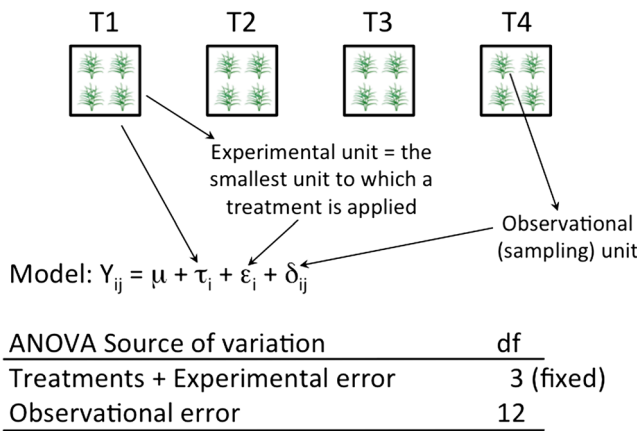 T1 T2 T3 T4
Experimental unit = the
smallest unit to which a
treatment is applied
Observational
(sampling) unit
Model: Yij = μ + τi + εi + δij
ANOVA Source of variation df
Treatments + Experimental error 3 (fixed)
Observational error 12